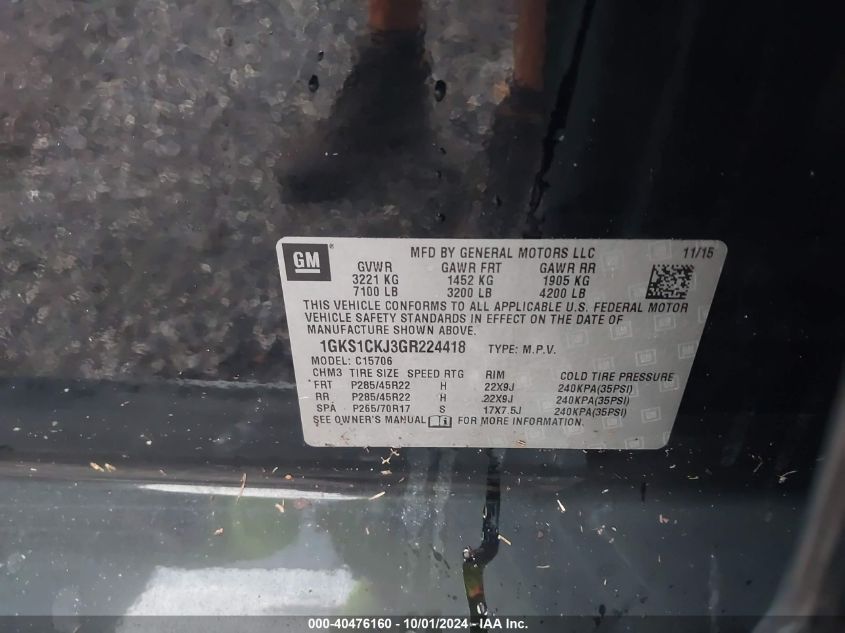 GM ® MFD BY GENERAL MOTORS LLC 11/15
GVWR GAWR FRT GAWR RR
3221 KG 1452 KG 1905 KG
7100 LB 3200 LB 4200 LB
THIS VEHICLE CONFORMS TO ALL APPLICABLE U.S. FEDERAL MOTOR
VEHICLE SAFETY STANDARDS IN EFFECT ON THE DATE OF
MANUFACTURE SHOWN ABOVE.
1GKS1CKJ3GR224418 TYPE: M.P.V.
MODEL: C15706
CHM3 TIRE SIZE SPEED RTG RIM COLD TIRE PRESSURE
FRT P285/45R22 H 22X9J 240KPA(35PSI)
RR P285/45R22 H 22X9J 240KPA(35PSI)
SPA P265/70R17 S 17X7.5J 240KPA(35PSI)
SEE OWNER'S MANUAL FOR MORE INFORMATION.
000-40476160 - 10/01/2024 - IAA Inc.